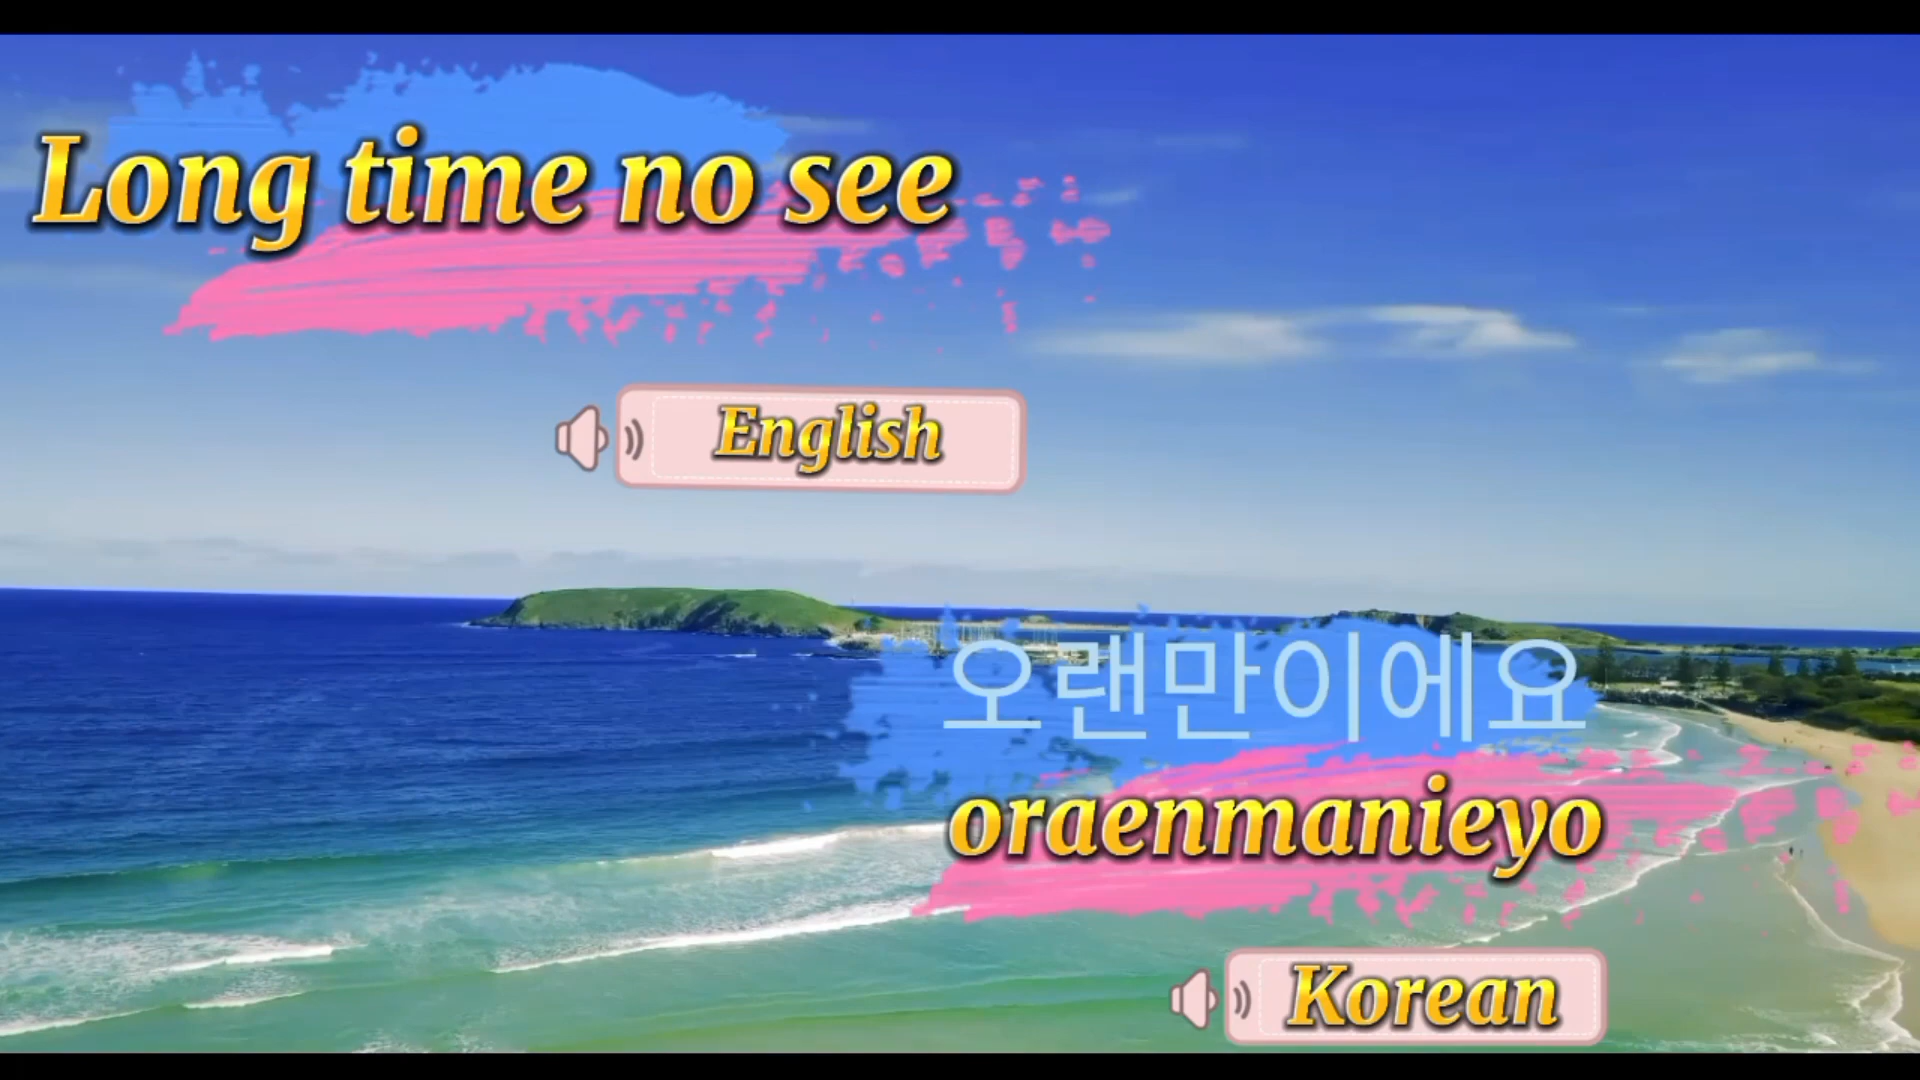 Long time no see
English
오랜만이에요
oraenmanieyo
Korean